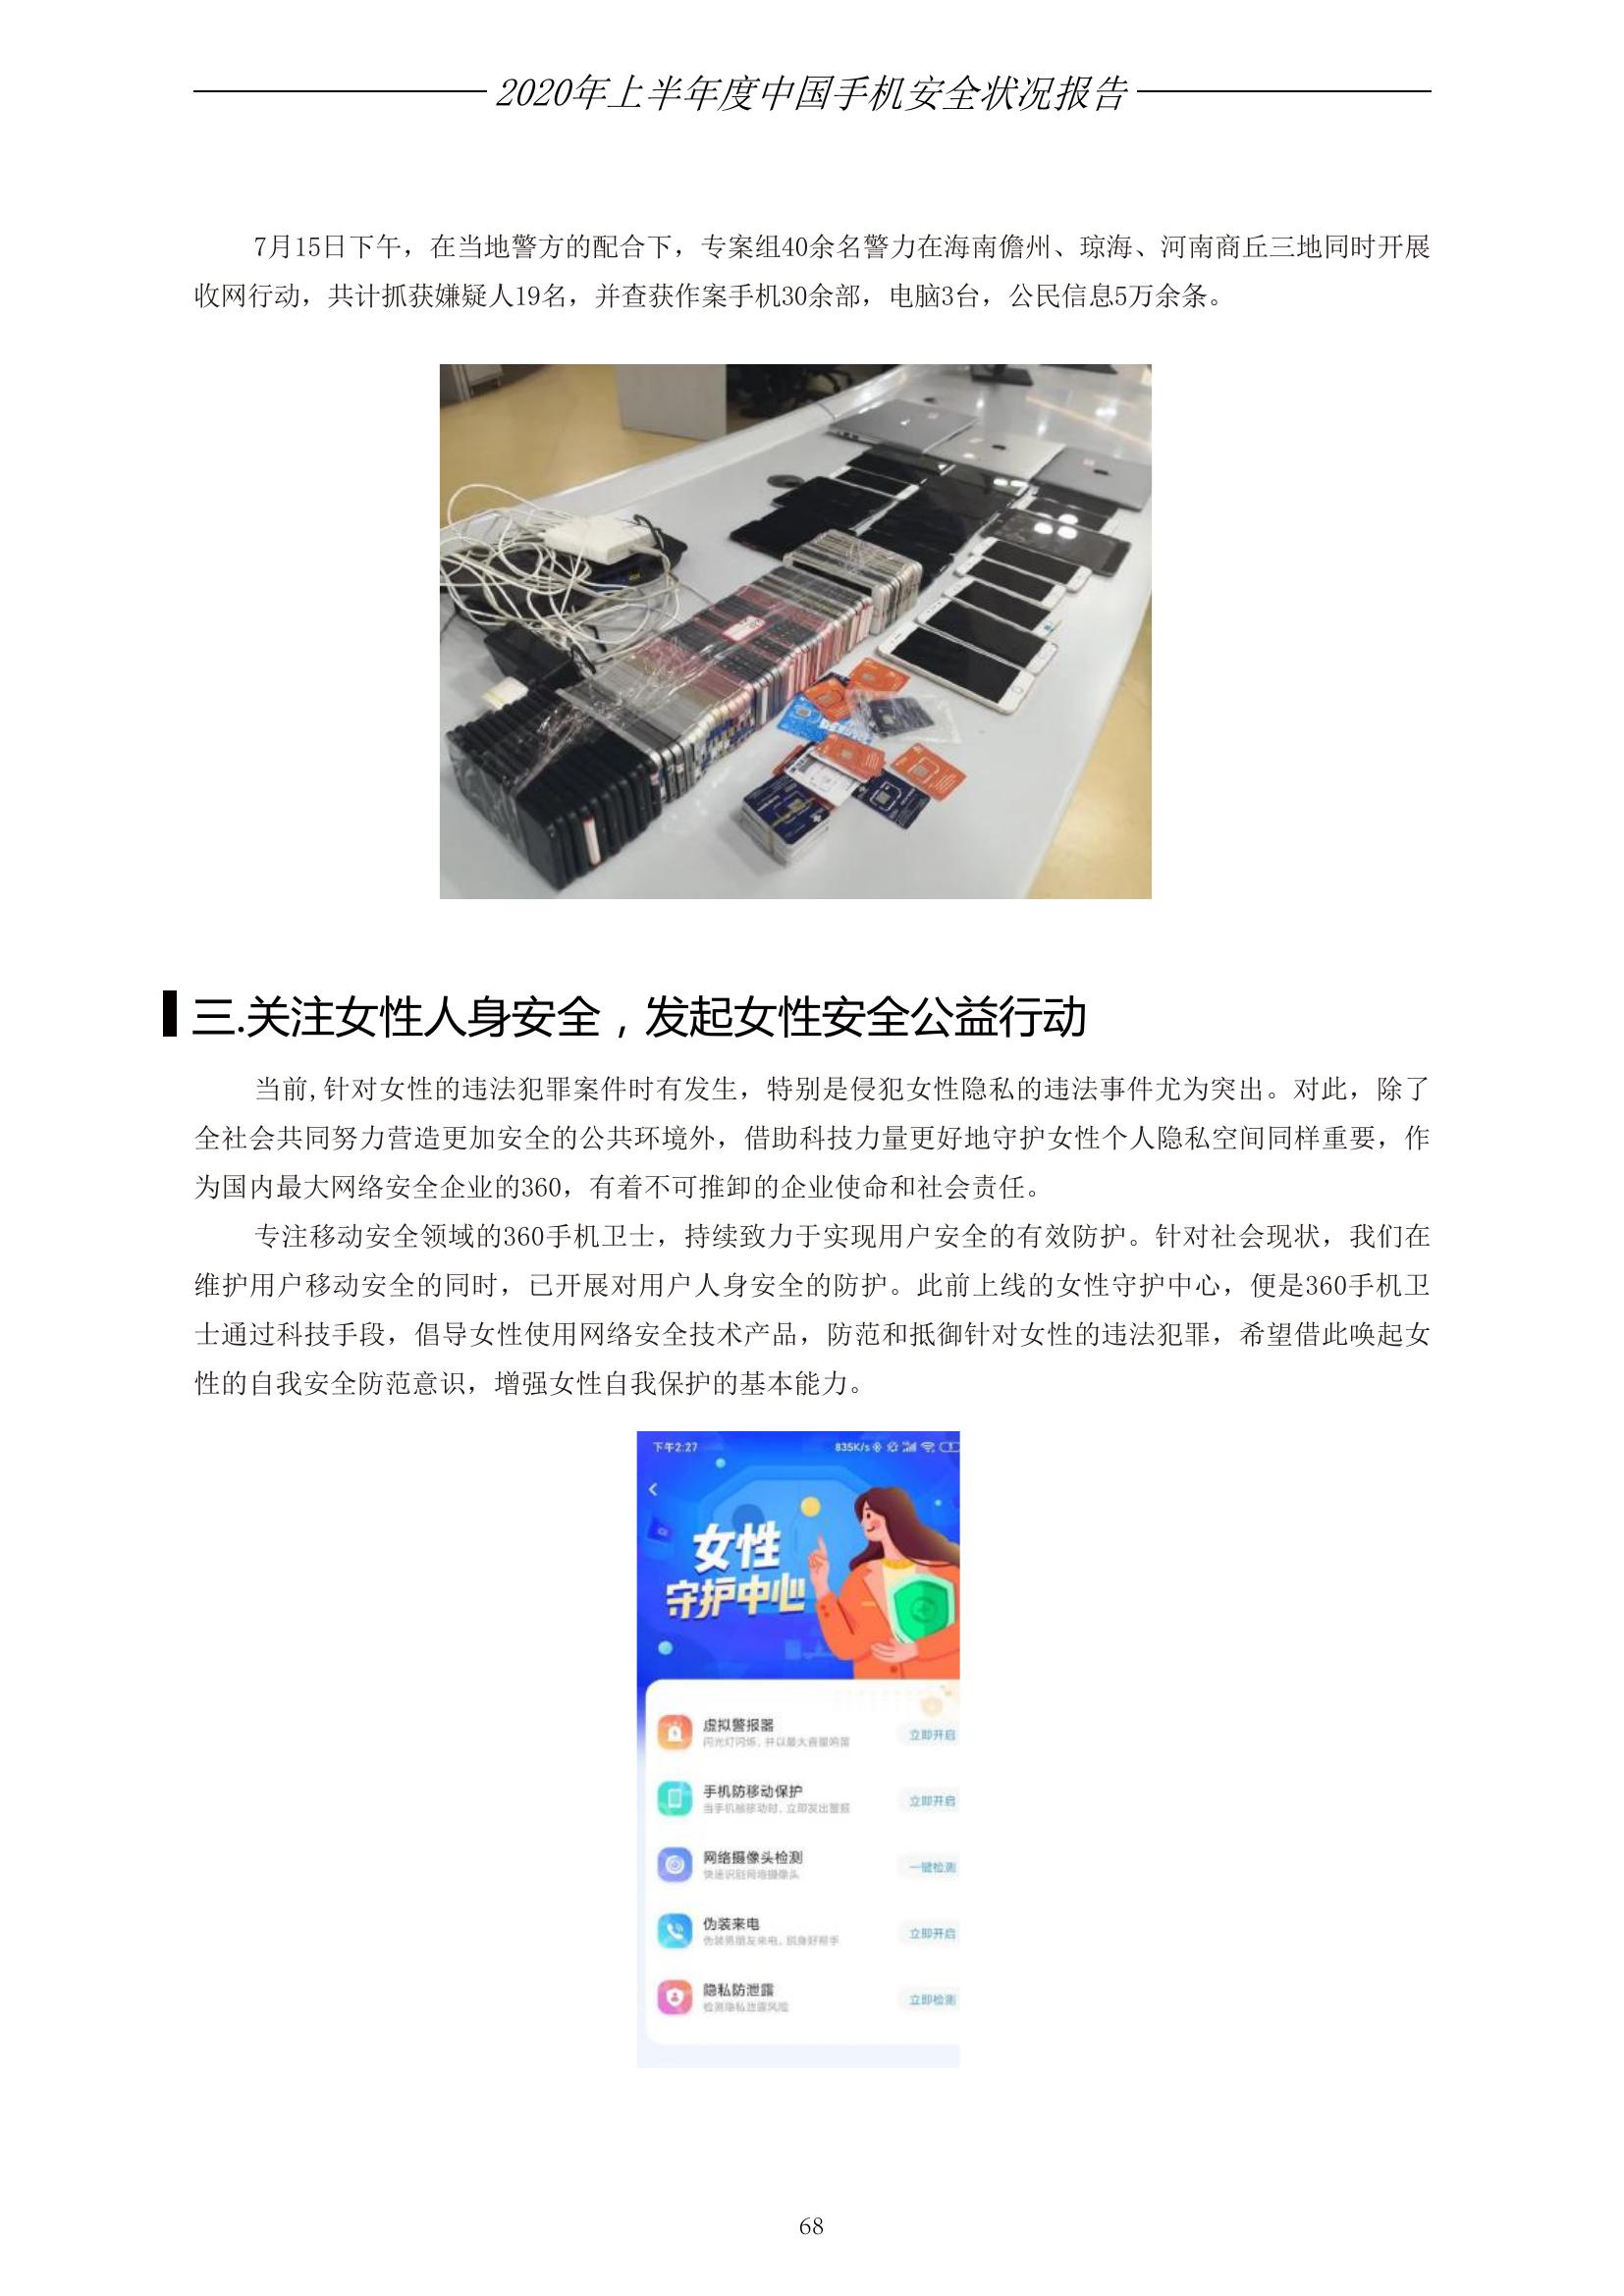 2020年上半年度中国手机安全状况报告
7月15日下午，在当地警方的配合下，专案组40余名警力在海南儋州、琼海、河南商丘三地同时开展
收网行动，共计抓获嫌疑人19名，并查获作案手机30余部，电脑3台，公民信息5万余条。
三.关注女性人身安全，发起女性安全公益行动
当前,针对女性的违法犯罪案件时有发生，特别是侵犯女性隐私的违法事件尤为突出。对此，除了
全社会共同努力营造更加安全的公共环境外，借助科技力量更好地守护女性个人隐私空间同样重要，作
为国内最大网络安全企业的360，有着不可推卸的企业使命和社会责任。
专注移动安全领域的360手机卫士，持续致力于实现用户安全的有效防护。针对社会现状，我们在
维护用户移动安全的同时，已开展对用户人身安全的防护。此前上线的女性守护中心，便是360手机卫
士通过科技手段，倡导女性使用网络安全技术产品，防范和抵御针对女性的违法犯罪，希望借此唤起女
性的自我安全防范意识，增强女性自我保护的基本能力。
下午2:27 835K/s
女性
守护中心
虚拟警报器
闪光灯闪烁，并以最大音量鸣笛
立即开启
手机防移动保护
当手机被移动时，立即发出警报
立即开启
网络摄像头检测
快速识别网络摄像头
一键检测
伪装来电
伪装男朋友来电，脱身好帮手
立即开启
隐私防泄露
检测隐私泄露风险
立即检测
68